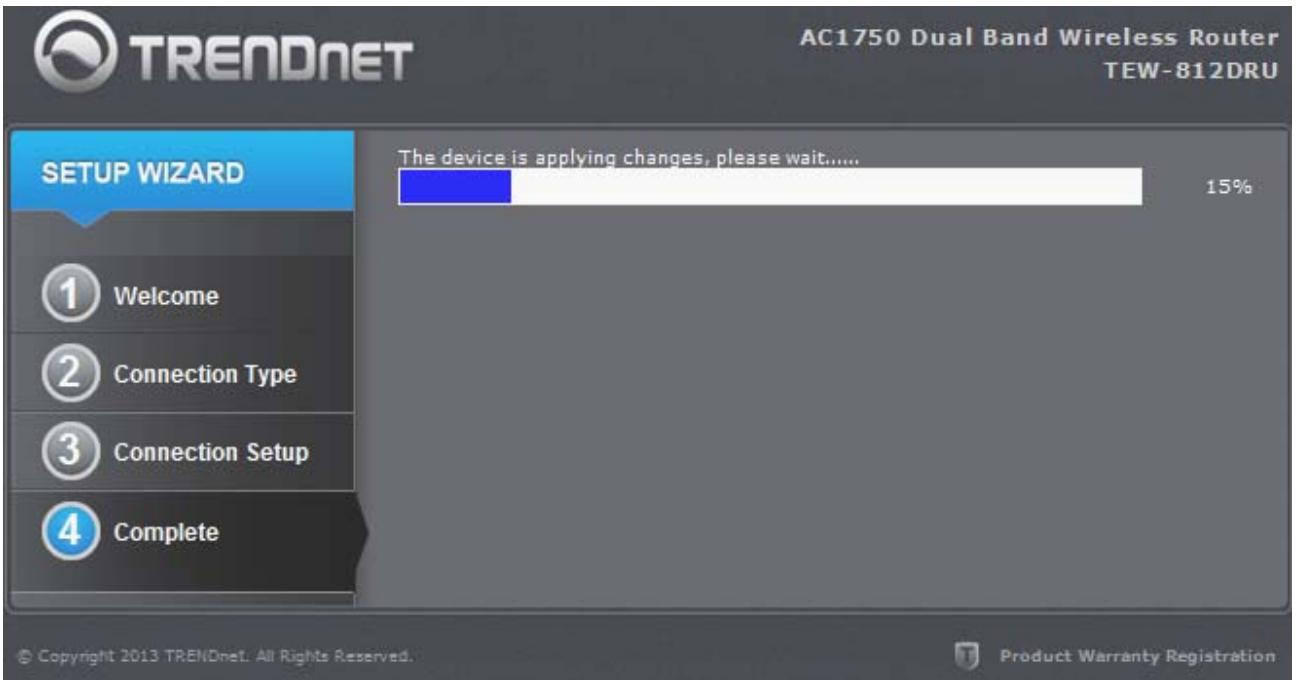 TRENDnet
AC1750 Dual Band Wireless Router
TEW-812DRU
SETUP WIZARD
1 Welcome
2 Connection Type
3 Connection Setup
4 Complete
The device is applying changes, please wait......
15%
© Copyright 2013 TRENDnet. All Rights Reserved.
Product Warranty Registration